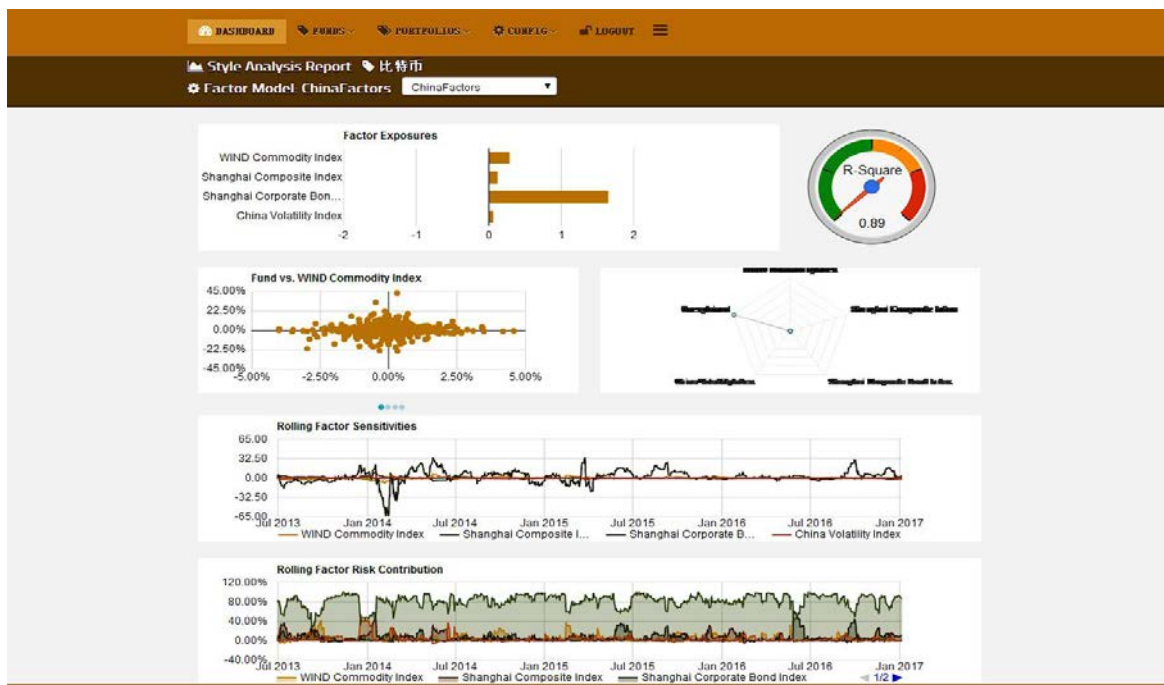 DASHBOARD FUNDS PORTFOLIOS CONFIG LOGOUT
Style Analysis Report 比特币
Factor Model: ChinaFactors ChinaFactors
Factor Exposures
WIND Commodity Index
Shanghai Composite Index
Shanghai Corporate Bon...
China Volatility Index
-2 -1 0 1 2
R-Square
0.89
Fund vs. WIND Commodity Index
45.00%
22.50%
0.00%
-22.50%
-45.00%
-5.00% -2.50% 0.00% 2.50% 5.00%
Shanghai Composite Index
Rolling Factor Sensitivities
65.00
32.50
0.00
-32.50
-65.00
Jul 2013 Jan 2014 Jul 2014 Jan 2015 Jul 2015 Jan 2016 Jul 2016 Jan 2017
WIND Commodity Index Shanghai Composite I... Shanghai Corporate B... China Volatility Index
Rolling Factor Risk Contribution
120.00%
80.00%
40.00%
0.00%
-40.00%
Jul 2013 Jan 2014 Jul 2014 Jan 2015 Jul 2015 Jan 2016 Jul 2016 Jan 2017
WIND Commodity Index Shanghai Composite Index Shanghai Corporate Bond Index 1/2